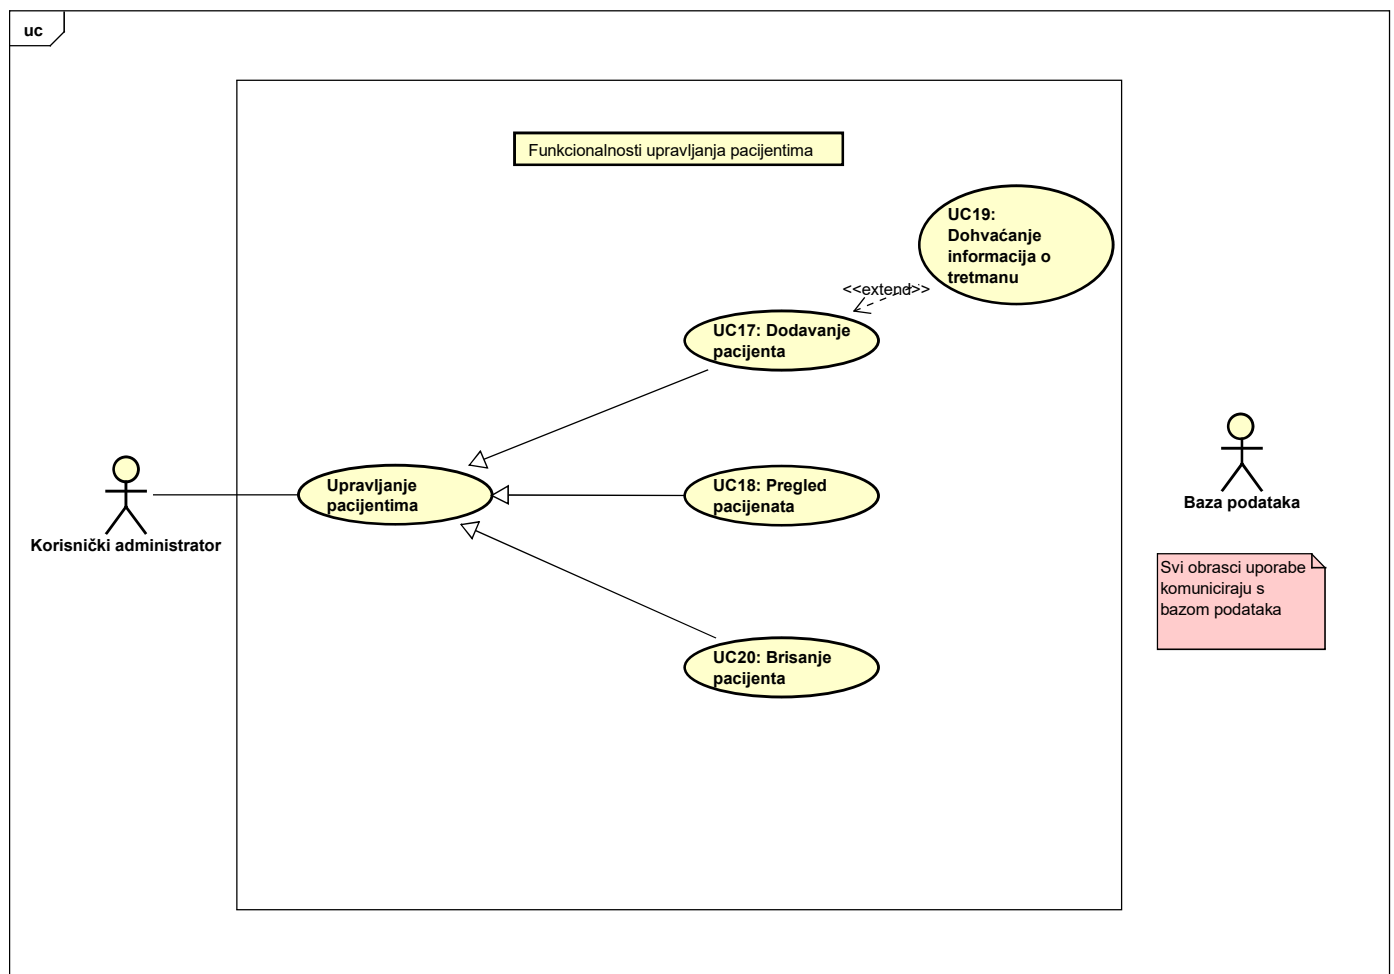 uc
Funkcionalnosti upravljanja pacijentima
UC19:
Dohvaćanje
informacija o
tretmanu
<<extend>>
UC17: Dodavanje
pacijenta
Upravljanje
pacijentima
UC18: Pregled
pacijenata
Korisnički administrator
Baza podataka
Svi obrasci uporabe
komuniciraju s
bazom podataka
UC20: Brisanje
pacijenta